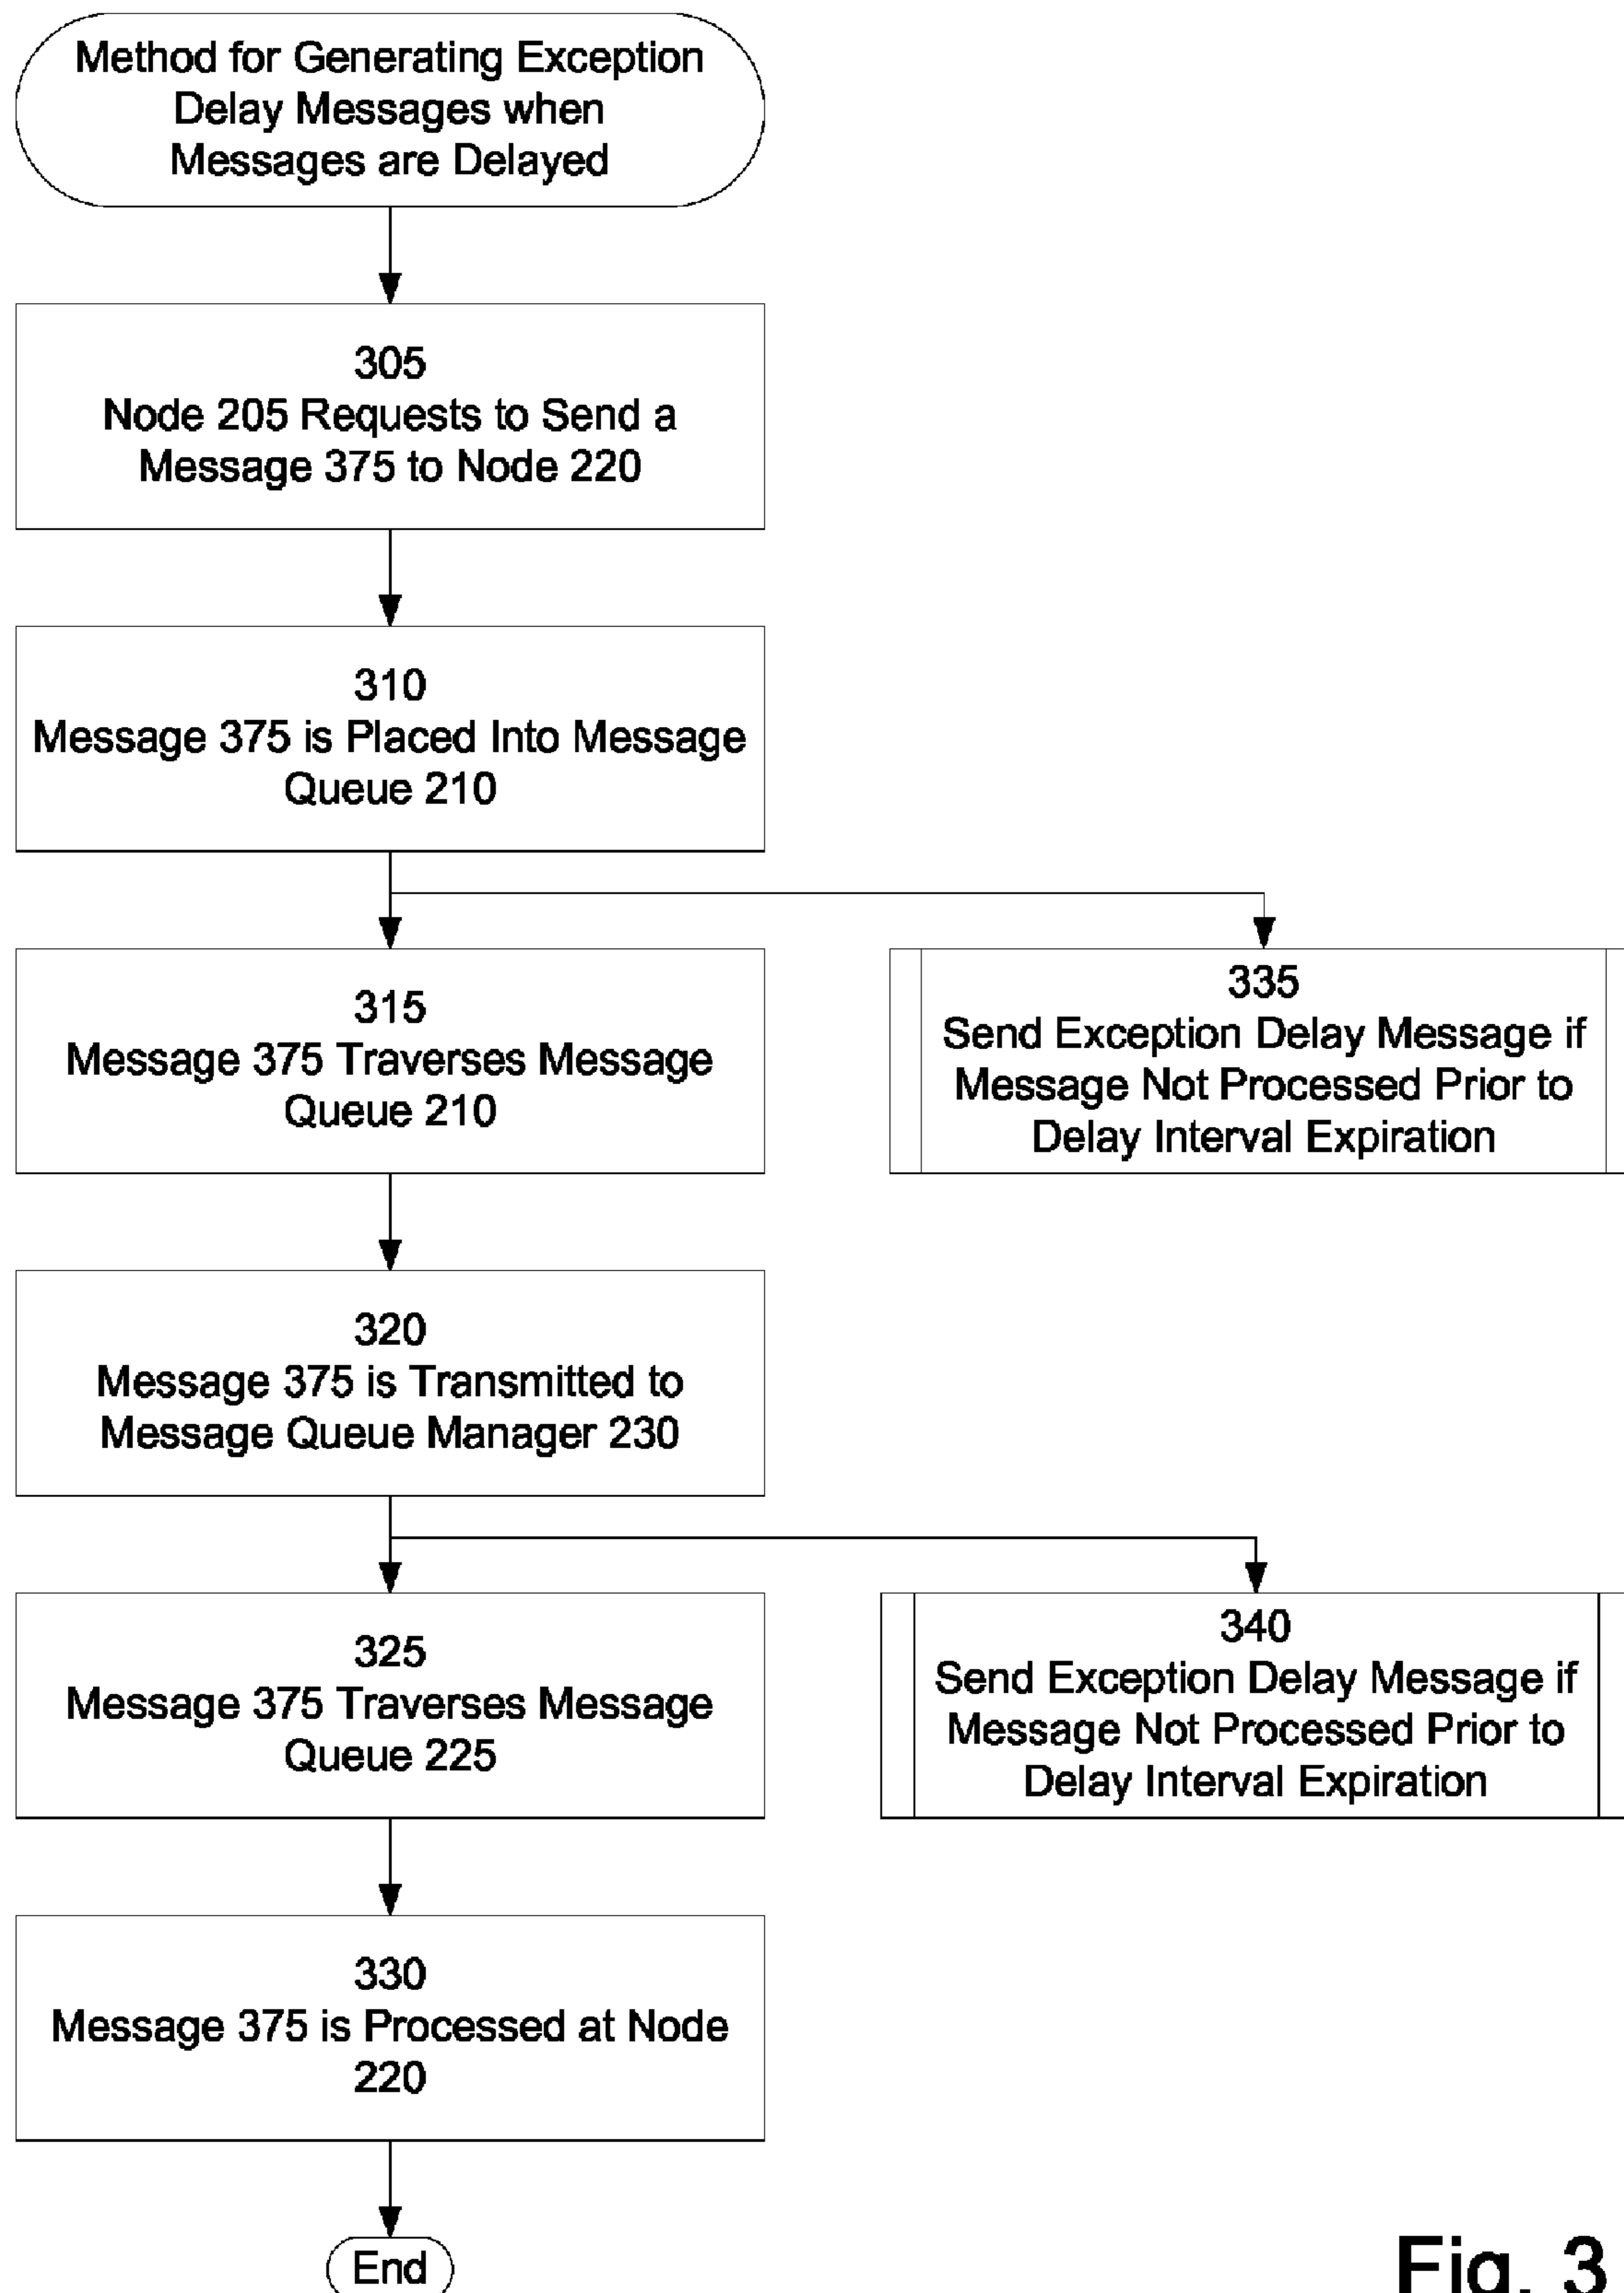 Method for Generating Exception
Delay Messages when
Messages are Delayed
305
Node 205 Requests to Send a
Message 375 to Node 220
310
Message 375 is Placed Into Message
Queue 210
315
Message 375 Traverses Message
Queue 210
335
Send Exception Delay Message if
Message Not Processed Prior to
Delay Interval Expiration
320
Message 375 is Transmitted to
Message Queue Manager 230
325
Message 375 Traverses Message
Queue 225
340
Send Exception Delay Message if
Message Not Processed Prior to
Delay Interval Expiration
330
Message 375 is Processed at Node
220
End
Fig. 3